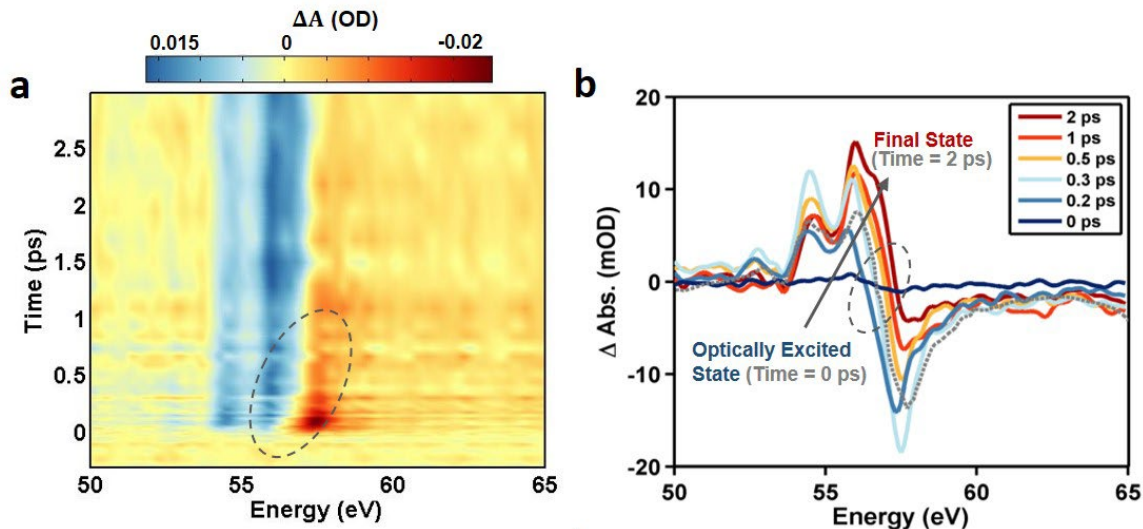 ΔA (OD)
0.015 0 -0.02
a
Time (ps)
2.5
2
1.5
1
0.5
0
50 55 60 65
Energy (eV)
b
Δ Abs. (mOD)
20
10
0
-10
-20
2 ps
1 ps
0.5 ps
0.3 ps
0.2 ps
0 ps
Final State
(Time = 2 ps)
Optically Excited
State (Time = 0 ps)
50 55 60 65
Energy (eV)